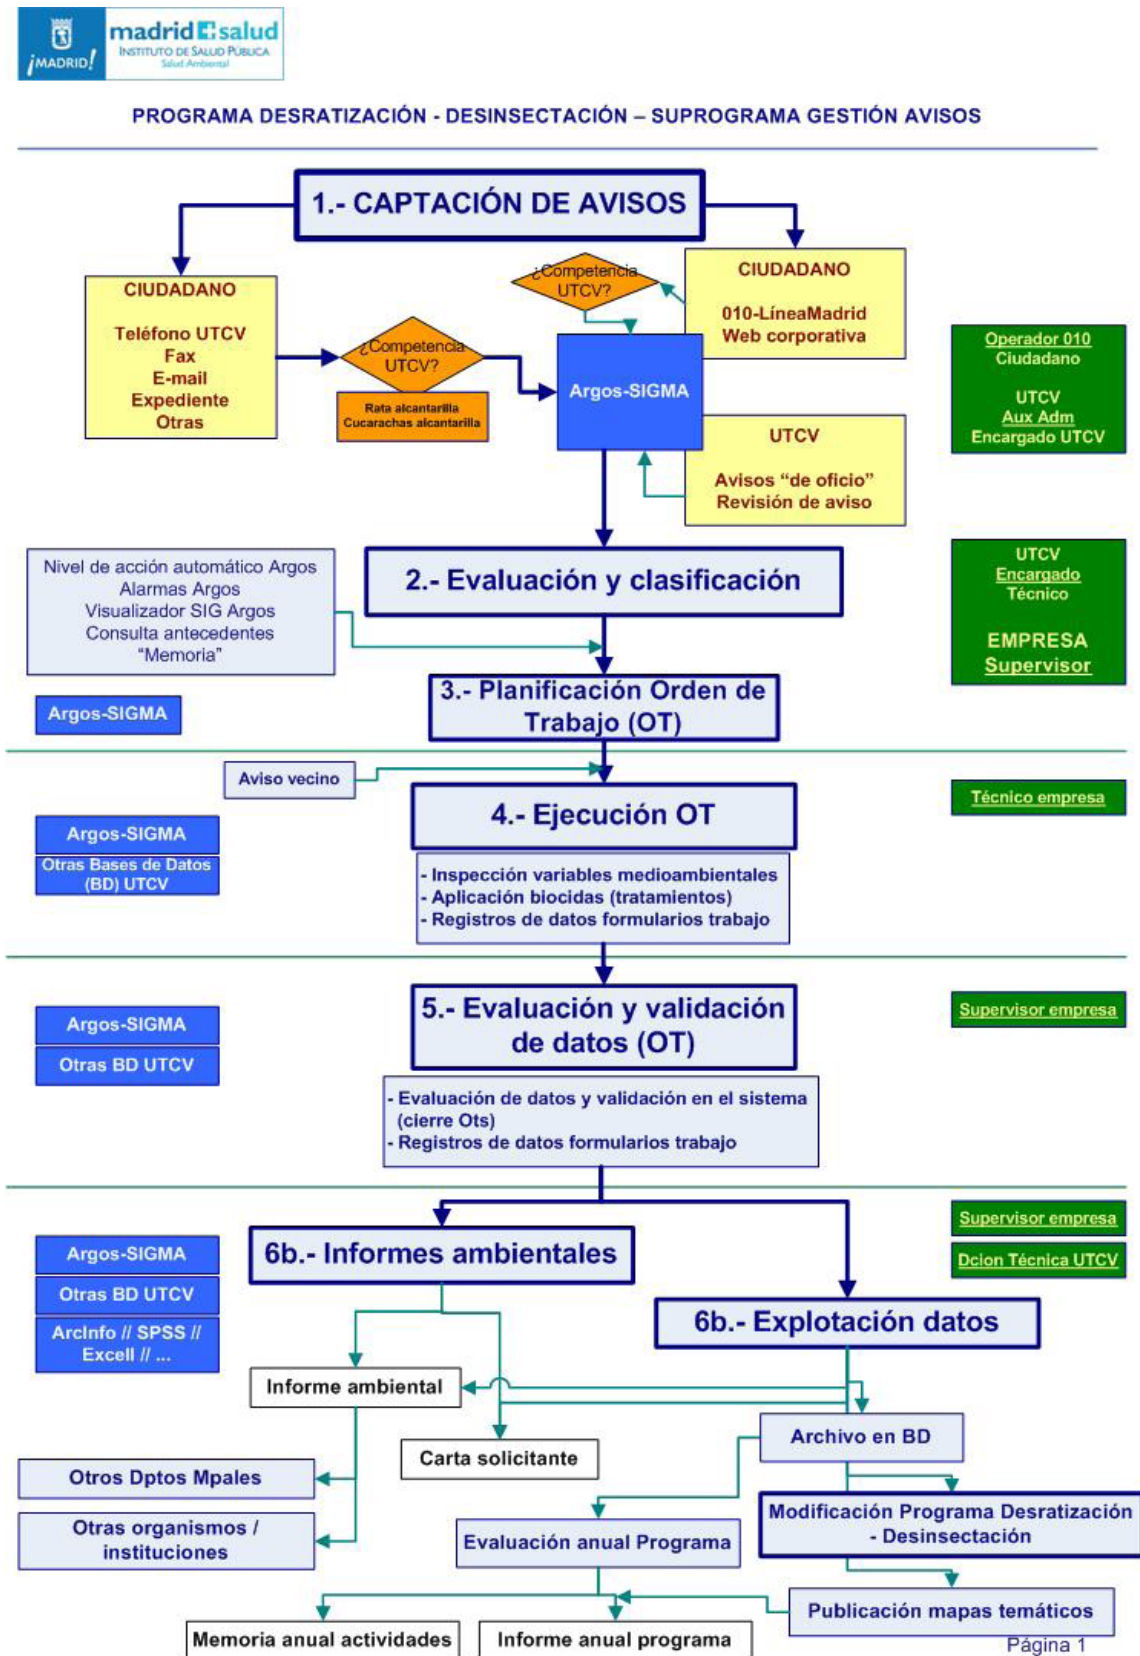 ¡MADRID!
madrid salud
INSTITUTO DE SALUD PÚBLICA
Salud Ambiental
PROGRAMA DESRATIZACIÓN - DESINSECTACIÓN – SUPROGRAMA GESTIÓN AVISOS
1.- CAPTACIÓN DE AVISOS
CIUDADANO
Teléfono UTCV
Fax
E-mail
Expediente
Otras
¿Competencia
UTCV?
Rata alcantarilla
Cucarachas alcantarilla
¿Competencia
UTCV?
Argos-SIGMA
CIUDADANO
010-LíneaMadrid
Web corporativa
UTCV
Avisos “de oficio”
Revisión de aviso
Operador 010
Ciudadano
UTCV
Aux Adm
Encargado UTCV
2.- Evaluación y clasificación
Nivel de acción automático Argos
Alarmas Argos
Visualizador SIG Argos
Consulta antecedentes
“Memoria”
UTCV
Encargado
Técnico
EMPRESA
Supervisor
3.- Planificación Orden de
Trabajo (OT)
Argos-SIGMA
Aviso vecino
4.- Ejecución OT
Técnico empresa
Argos-SIGMA
Otras Bases de Datos
(BD) UTCV
- Inspección variables medioambientales
- Aplicación biocidas (tratamientos)
- Registros de datos formularios trabajo
5.- Evaluación y validación
de datos (OT)
Argos-SIGMA
Otras BD UTCV
Supervisor empresa
- Evaluación de datos y validación en el sistema
(cierre Ots)
- Registros de datos formularios trabajo
6b.- Informes ambientales
Supervisor empresa
Dcion Técnica UTCV
Argos-SIGMA
Otras BD UTCV
ArcInfo // SPSS //
Excell // ...
6b.- Explotación datos
Informe ambiental
Carta solicitante
Archivo en BD
Otros Dptos Mpales
Otras organismos /
instituciones
Evaluación anual Programa
Modificación Programa Desratización
- Desinsectación
Publicación mapas temáticos
Memoria anual actividades
Informe anual programa
Página 1